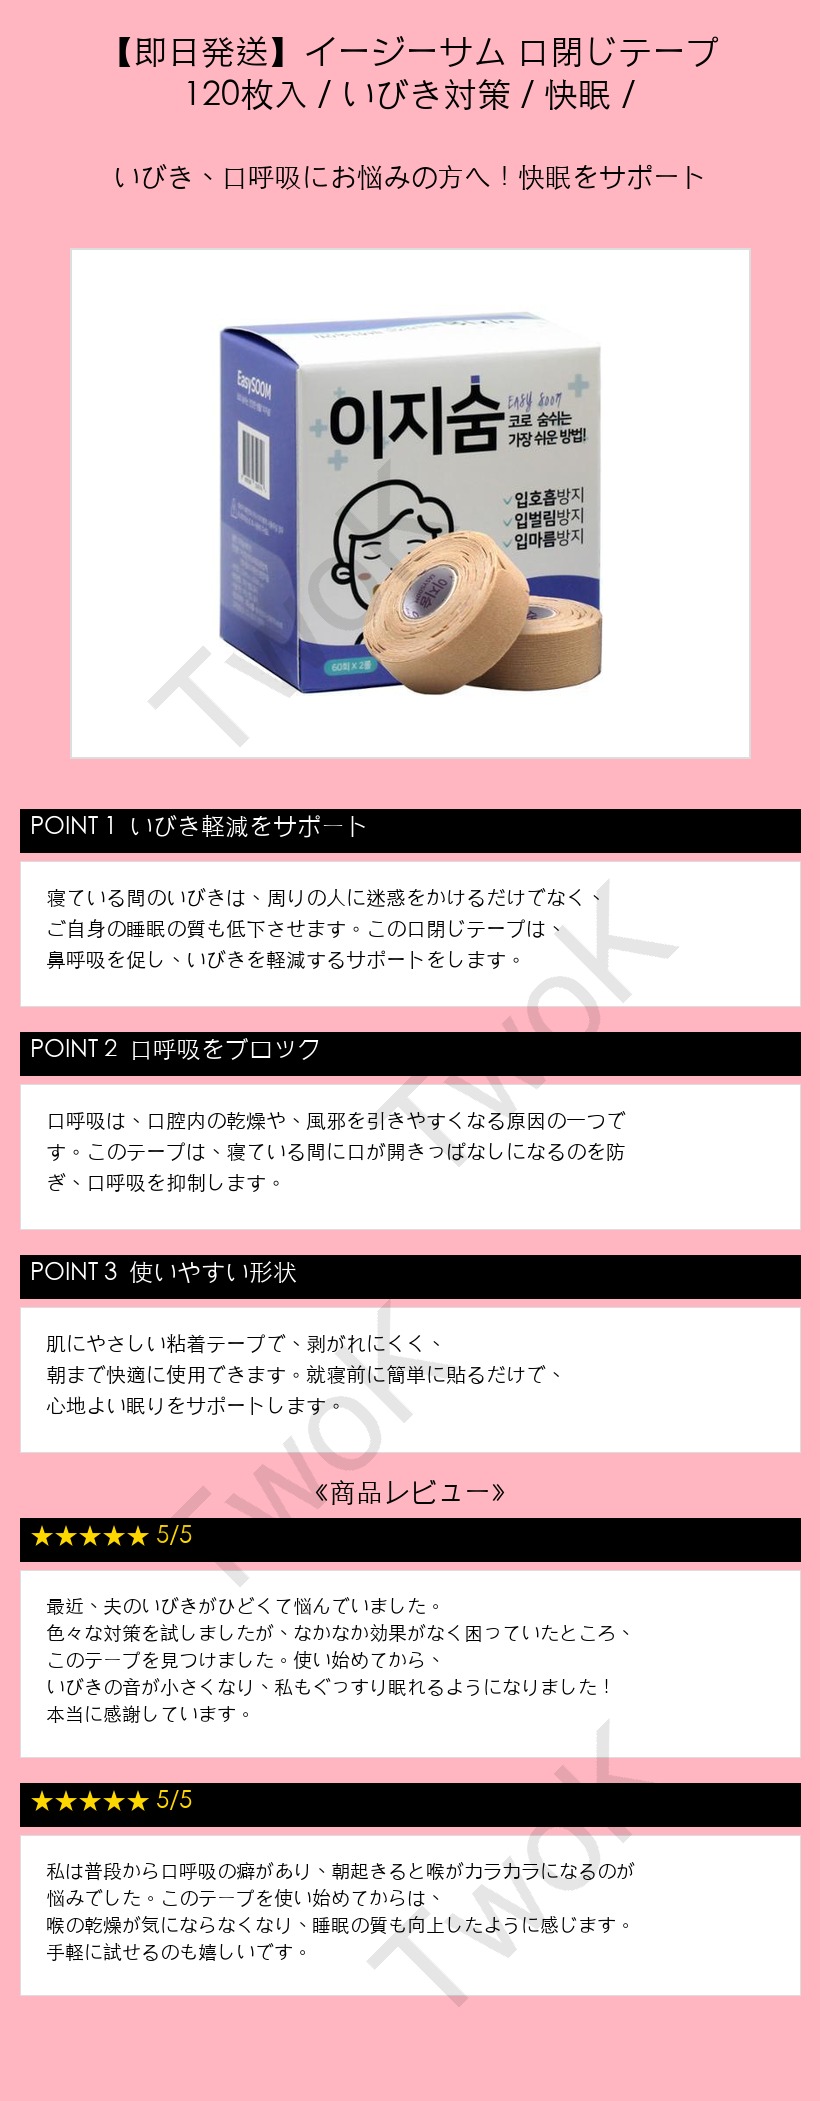 【即日発送】イージーサム 口閉じテープ
120枚入 / いびき対策 / 快眠 /
いびき、口呼吸にお悩みの方へ！快眠をサポート
EasySOOM
이지숨
EASY SOOM
코로 숨쉬는
가장 쉬운 방법!
입호흡방지
입벌림방지
입마름방지
이지숨
60회 X 2롤
TwoK
POINT 1 いびき軽減をサポート
寝ている間のいびきは、周りの人に迷惑をかけるだけでなく、
ご自身の睡眠の質も低下させます。この口閉じテープは、
鼻呼吸を促し、いびきを軽減するサポートをします。
TwoK
POINT 2 口呼吸をブロック
口呼吸は、口腔内の乾燥や、風邪を引きやすくなる原因の一つで
す。このテープは、寝ている間に口が開きっぱなしになるのを防
ぎ、口呼吸を抑制します。
POINT 3 使いやすい形状
肌にやさしい粘着テープで、剥がれにくく、
朝まで快適に使用できます。就寝前に簡単に貼るだけで、
心地よい眠りをサポートします。
TwoK
《商品レビュー》
★★★★★ 5/5
最近、夫のいびきがひどくて悩んでいました。
色々な対策を試しましたが、なかなか効果がなく困っていたところ、
このテープを見つけました。使い始めてから、
いびきの音が小さくなり、私もぐっすり眠れるようになりました！
本当に感謝しています。
★★★★★ 5/5
私は普段から口呼吸の癖があり、朝起きると喉がカラカラになるのが
悩みでした。このテープを使い始めてからは、
喉の乾燥が気にならなくなり、睡眠の質も向上したように感じます。
手軽に試せるのも嬉しいです。
TwoK